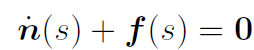 ṅ(s) + f(s) = 0